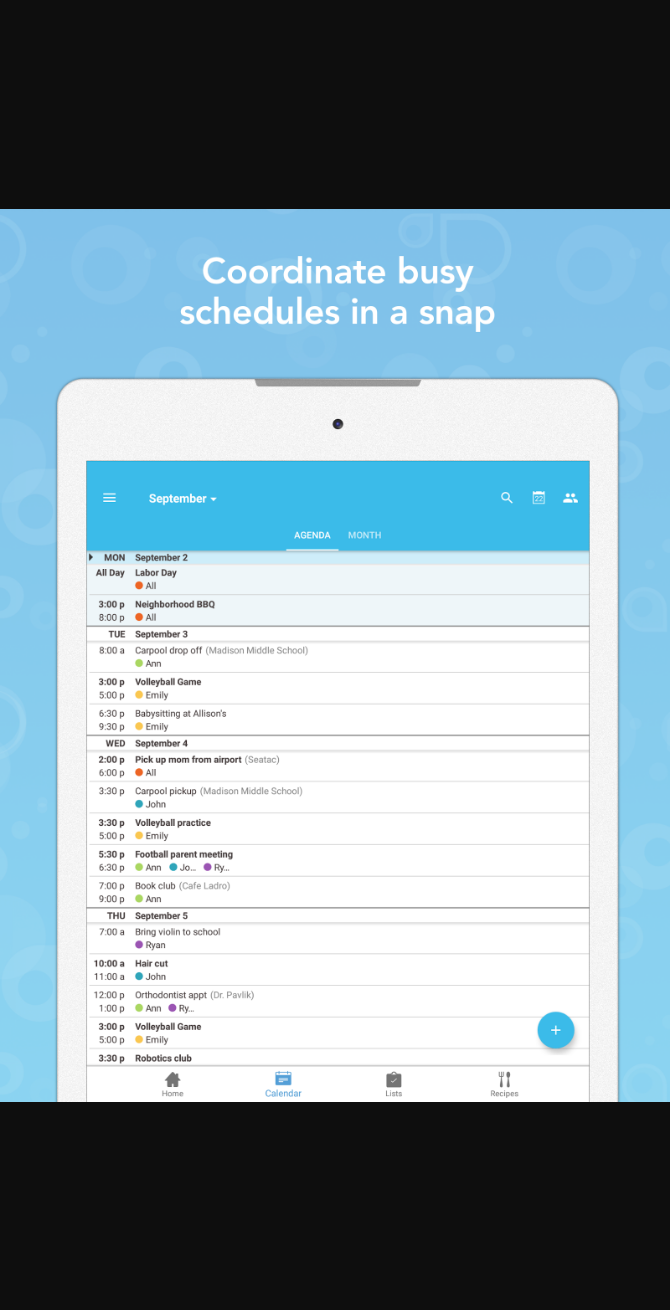 Coordinate busy
schedules in a snap
September
22
AGENDA MONTH
MON September 2
All Day Labor Day
All
3:00 p Neighborhood BBQ
8:00 p All
TUE September 3
8:00 a Carpool drop off (Madison Middle School)
Ann
3:00 p Volleyball Game
5:00 p Emily
6:30 p Babysitting at Allison's
9:30 p Emily
WED September 4
2:00 p Pick up mom from airport (Seatac)
6:00 p All
3:30 p Carpool pickup (Madison Middle School)
John
3:30 p Volleyball practice
5:00 p Emily
5:30 p Football parent meeting
6:30 p Ann Jo... Ry...
7:00 p Book club (Cafe Ladro)
9:00 p Ann
THU September 5
7:00 a Bring violin to school
Ryan
10:00 a Hair cut
11:00 a John
12:00 p Orthodontist appt (Dr. Pavlik)
1:00 p Ann Ry...
3:00 p Volleyball Game
5:00 p Emily
3:30 p Robotics club
Home Calendar Lists Recipes